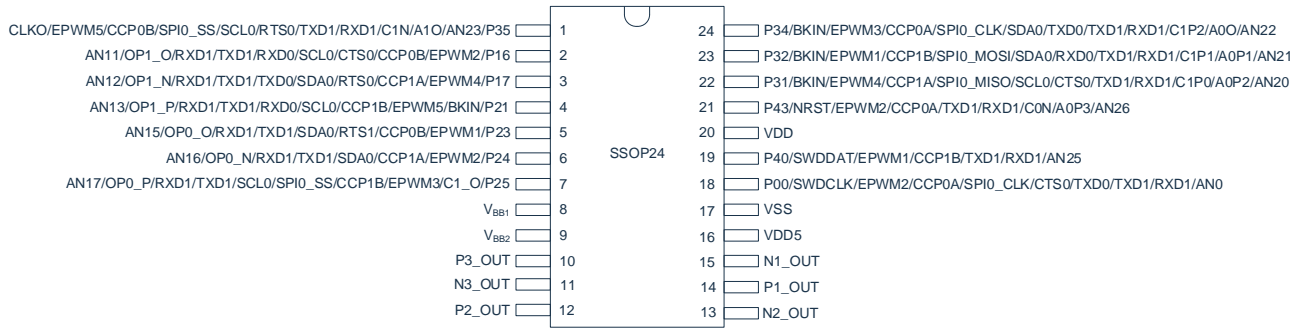 CLKO/EPWM5/CCP0B/SPI0_SS/SCL0/RTS0/TXD1/RXD1/C1N/A1O/AN23/P35 1 24 P34/BKIN/EPWM3/CCP0A/SPI0_CLK/SDA0/TXD0/TXD1/RXD1/C1P2/A0O/AN22
AN11/OP1_O/RXD1/TXD1/RXD0/SCL0/CTS0/CCP0B/EPWM2/P16 2 23 P32/BKIN/EPWM1/CCP1B/SPI0_MOSI/SDA0/RXD0/TXD1/RXD1/C1P1/A0P1/AN21
AN12/OP1_N/RXD1/TXD1/TXD0/SDA0/RTS0/CCP1A/EPWM4/P17 3 22 P31/BKIN/EPWM4/CCP1A/SPI0_MISO/SCL0/CTS0/TXD1/RXD1/C1P0/A0P2/AN20
AN13/OP1_P/RXD1/TXD1/RXD0/SCL0/CCP1B/EPWM5/BKIN/P21 4 21 P43/NRST/EPWM2/CCP0A/TXD1/RXD1/C0N/A0P3/AN26
AN15/OP0_O/RXD1/TXD1/SDA0/RTS1/CCP0B/EPWM1/P23 5 20 VDD
AN16/OP0_N/RXD1/TXD1/SDA0/CCP1A/EPWM2/P24 6 SSOP24 19 P40/SWDDAT/EPWM1/CCP1B/TXD1/RXD1/AN25
AN17/OP0_P/RXD1/TXD1/SCL0/SPI0_SS/CCP1B/EPWM3/C1_O/P25 7 18 P00/SWDCLK/EPWM2/CCP0A/SPI0_CLK/CTS0/TXD0/TXD1/RXD1/AN0
VBB1 8 17 VSS
VBB2 9 16 VDD5
P3_OUT 10 15 N1_OUT
N3_OUT 11 14 P1_OUT
P2_OUT 12 13 N2_OUT